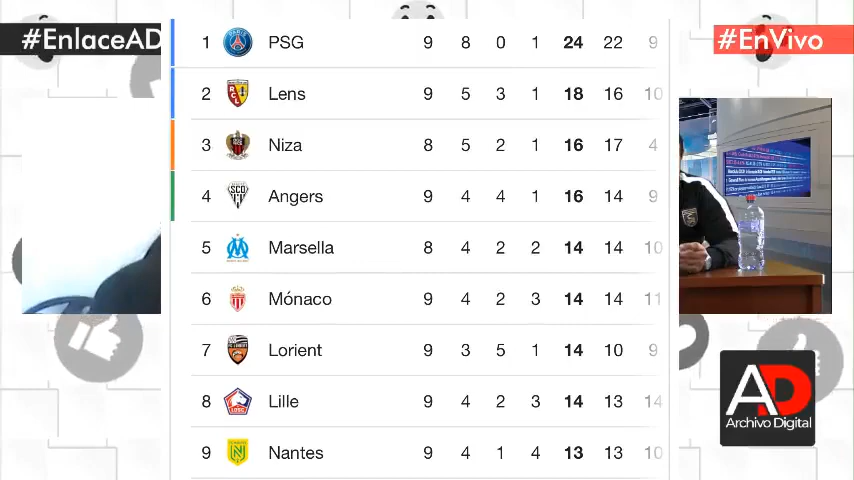 #EnlaceAD
#EnVivo
1 PSG 9 8 0 1 24 22 9
2 Lens 9 5 3 1 18 16 10
3 Niza 8 5 2 1 16 17 4
4 Angers 9 4 4 1 16 14 9
5 Marsella 8 4 2 2 14 14 10
6 Mónaco 9 4 2 3 14 14 11
7 Lorient 9 3 5 1 14 10 9
8 Lille 9 4 2 3 14 13 14
9 Nantes 9 4 1 4 13 13 10
AD
Archivo Digital